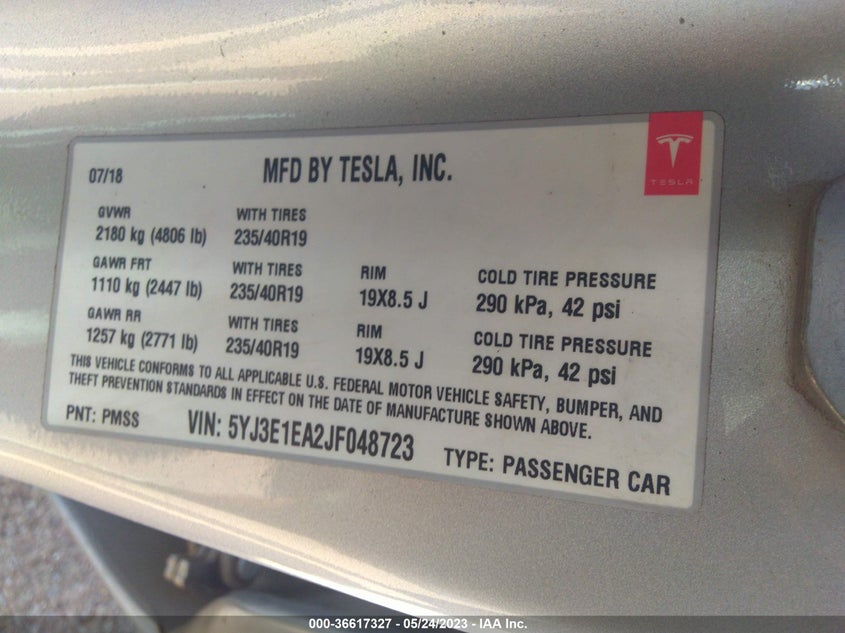 07/18 MFD BY TESLA, INC.
TESLA
GVWR WITH TIRES
2180 kg (4806 lb) 235/40R19
GAWR FRT WITH TIRES RIM COLD TIRE PRESSURE
1110 kg (2447 lb) 235/40R19 19X8.5 J 290 kPa, 42 psi
GAWR RR WITH TIRES RIM COLD TIRE PRESSURE
1257 kg (2771 lb) 235/40R19 19X8.5 J 290 kPa, 42 psi
THIS VEHICLE CONFORMS TO ALL APPLICABLE U.S. FEDERAL MOTOR VEHICLE SAFETY, BUMPER, AND
THEFT PREVENTION STANDARDS IN EFFECT ON THE DATE OF MANUFACTURE SHOWN ABOVE.
PNT: PMSS VIN: 5YJ3E1EA2JF048723 TYPE: PASSENGER CAR
000-36617327 - 05/24/2023 - IAA Inc.